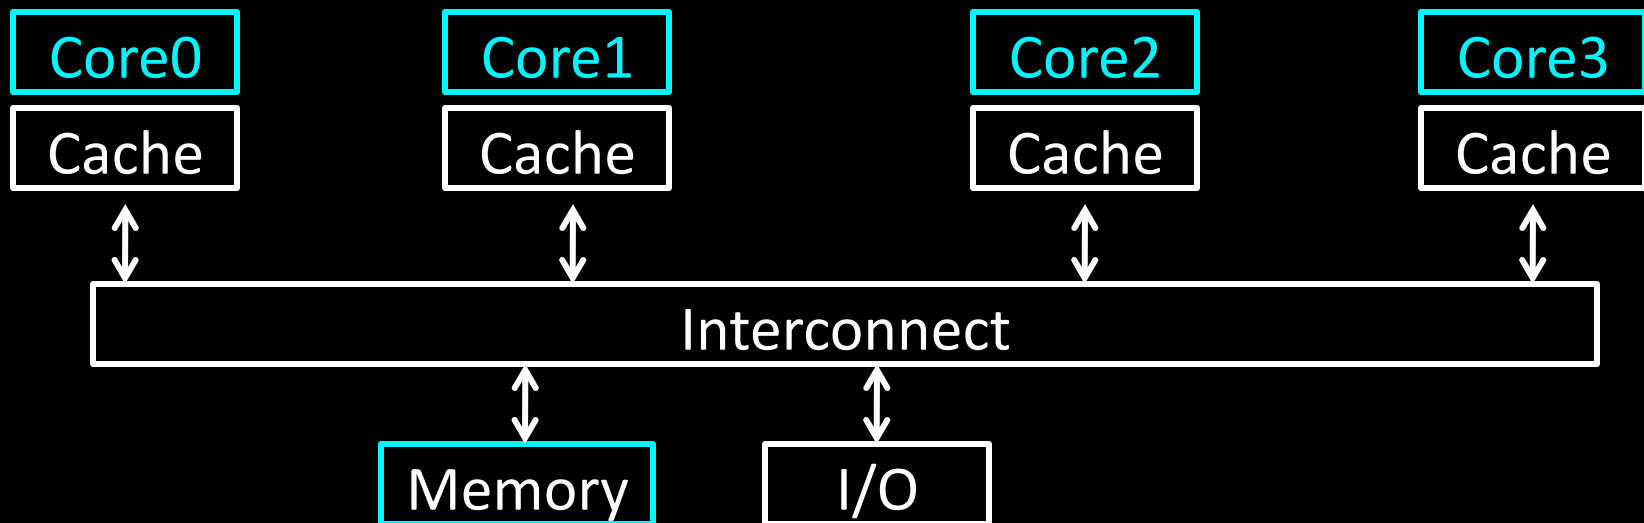 Core0
Core1
Core2
Core3
Cache
Cache
Cache
Cache
Interconnect
Memory
I/O